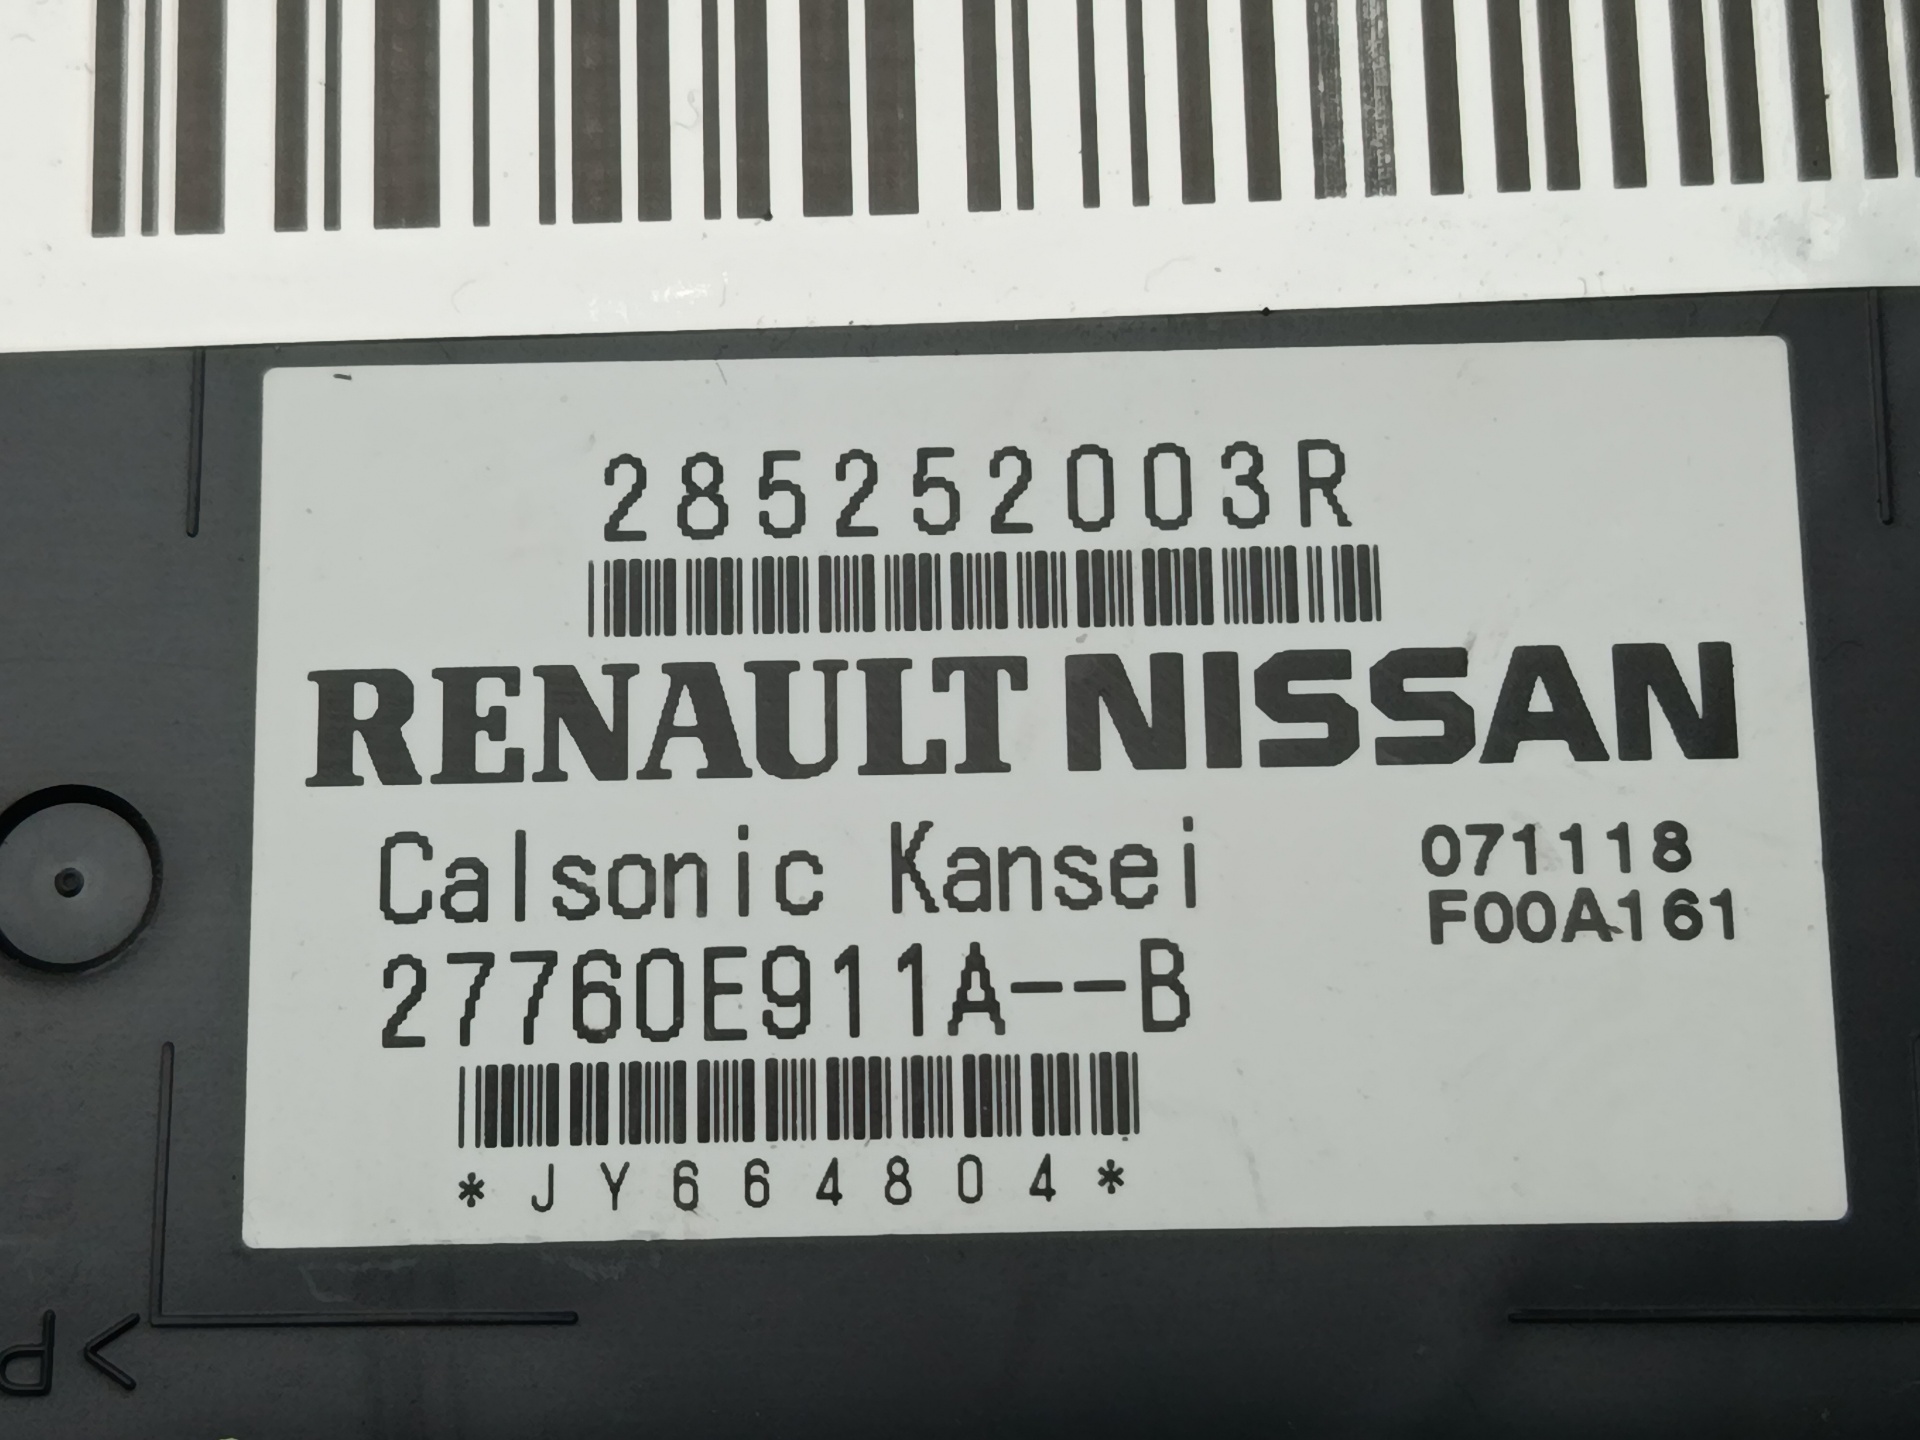 285252003R
RENAULT NISSAN
Calsonic Kansei
071118
F00A161
27760E911A--B
*JY664804*
>P